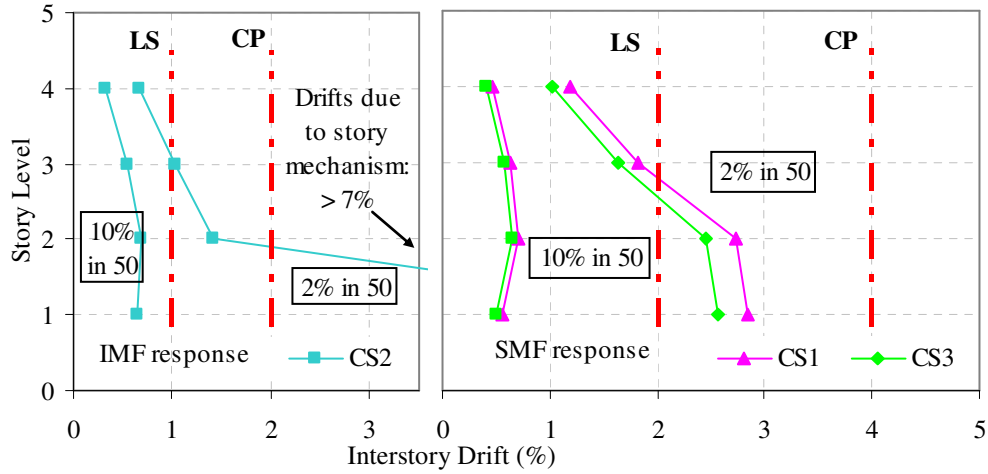 LS
CP
LS
CP
5
4
3
2
1
0
Story Level
Drifts due
to story
mechanism:
> 7%
10%
in 50
2% in 50
IMF response
CS2
2% in 50
10% in 50
SMF response
CS1
CS3
0
1
2
3
0
1
2
3
4
5
Interstory Drift (%)